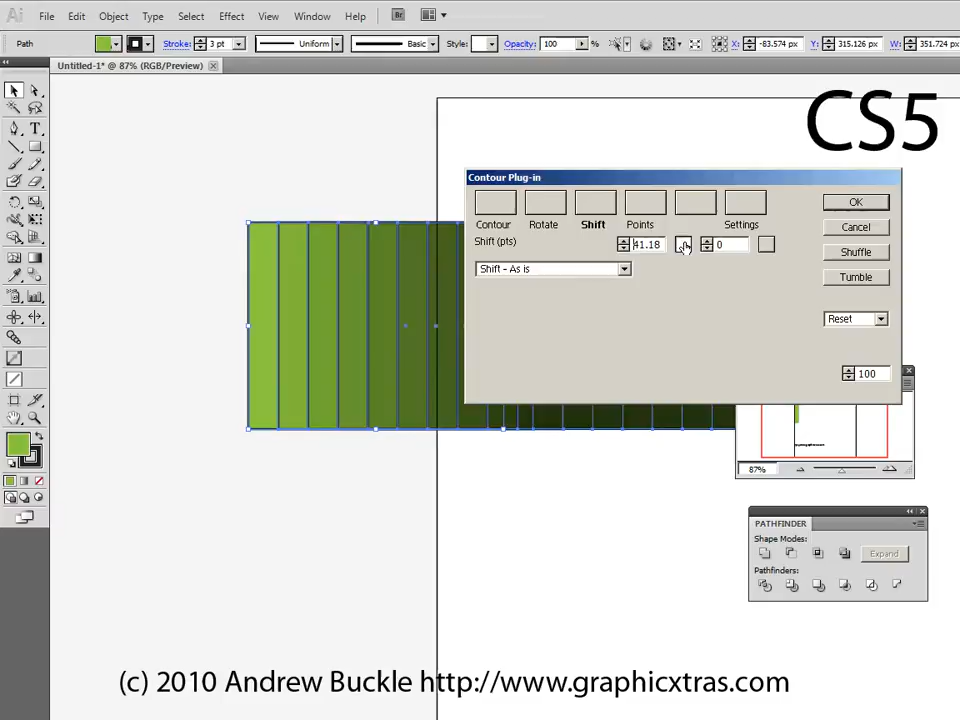 Ai File Edit Object Type Select Effect View Window Help Br
Path Stroke: 3 pt Uniform Basic Style: Opacity: 100 % X: -83.574 px Y: 315.126 px W: 351.724 px
Untitled-1* @ 87% (RGB/Preview)
CS5
Contour Plug-in
OK
Contour Rotate Shift Points Settings
Cancel
Shift (pts) 41.18 0
Shuffle
Shift - As is
Tumble
Reset
100
87%
PATHFINDER
Shape Modes:
Expand
Pathfinders:
(c) 2010 Andrew Buckle http://www.graphicxtras.com